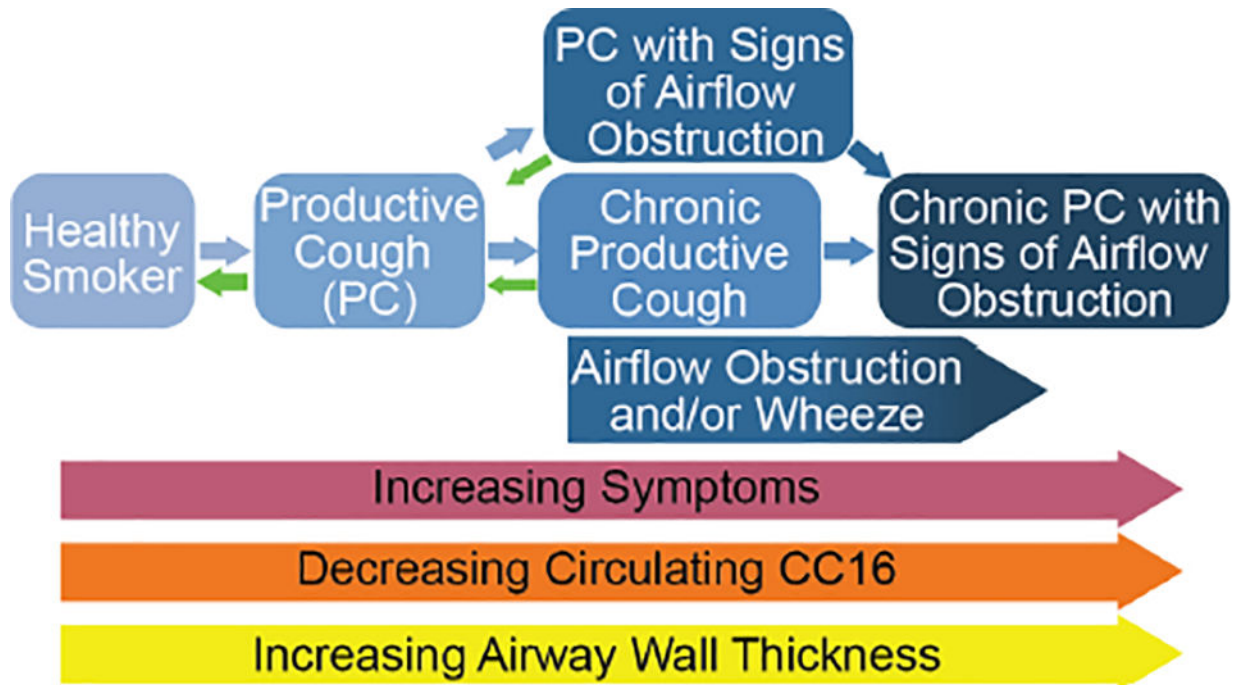 PC with Signs
of Airflow
Obstruction
Healthy
Smoker
Productive
Cough
(PC)
Chronic
Productive
Cough
Chronic PC with
Signs of Airflow
Obstruction
Airflow Obstruction
and/or Wheeze
Increasing Symptoms
Decreasing Circulating CC16
Increasing Airway Wall Thickness